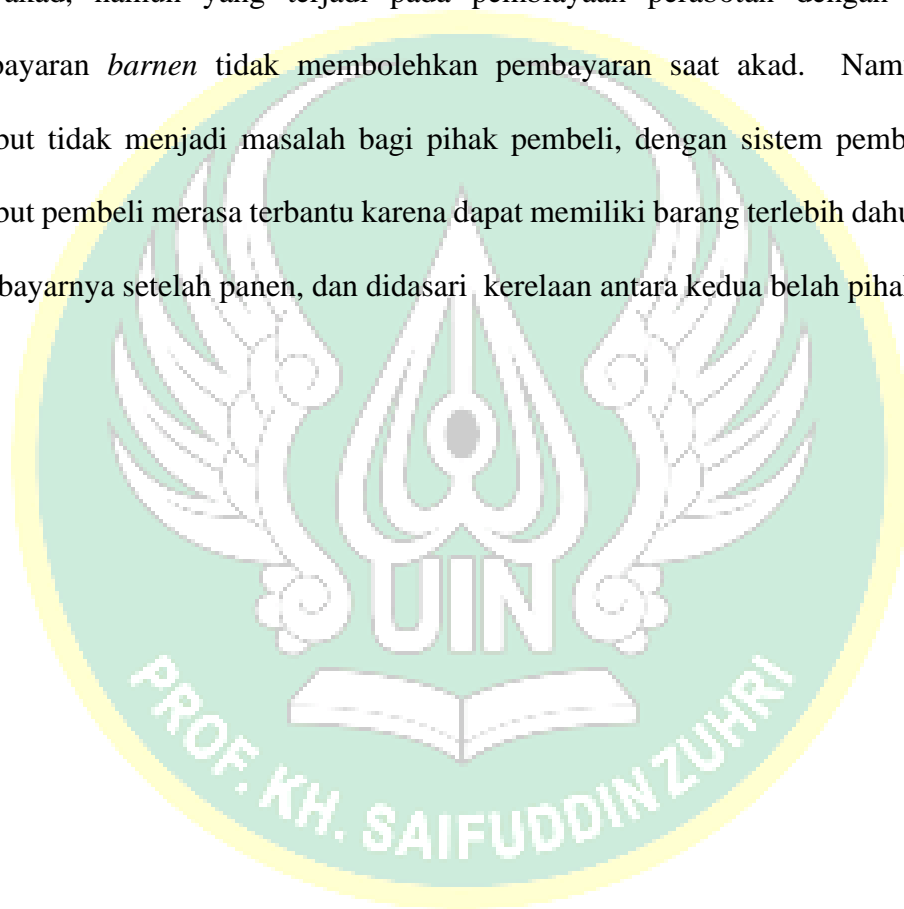 akad, namun yang terjadi pada pembiayaan perabotan dengan
bayaran barnen tidak membolehkan pembayaran saat akad. Nam
but tidak menjadi masalah bagi pihak pembeli, dengan sistem pemb
but pembeli merasa terbantu karena dapat memiliki barang terlebih dahu
bayarnya setelah panen, dan didasari kerelaan antara kedua belah pihak
UIN
PROF. KH. SAIFUDDIN ZUHRI